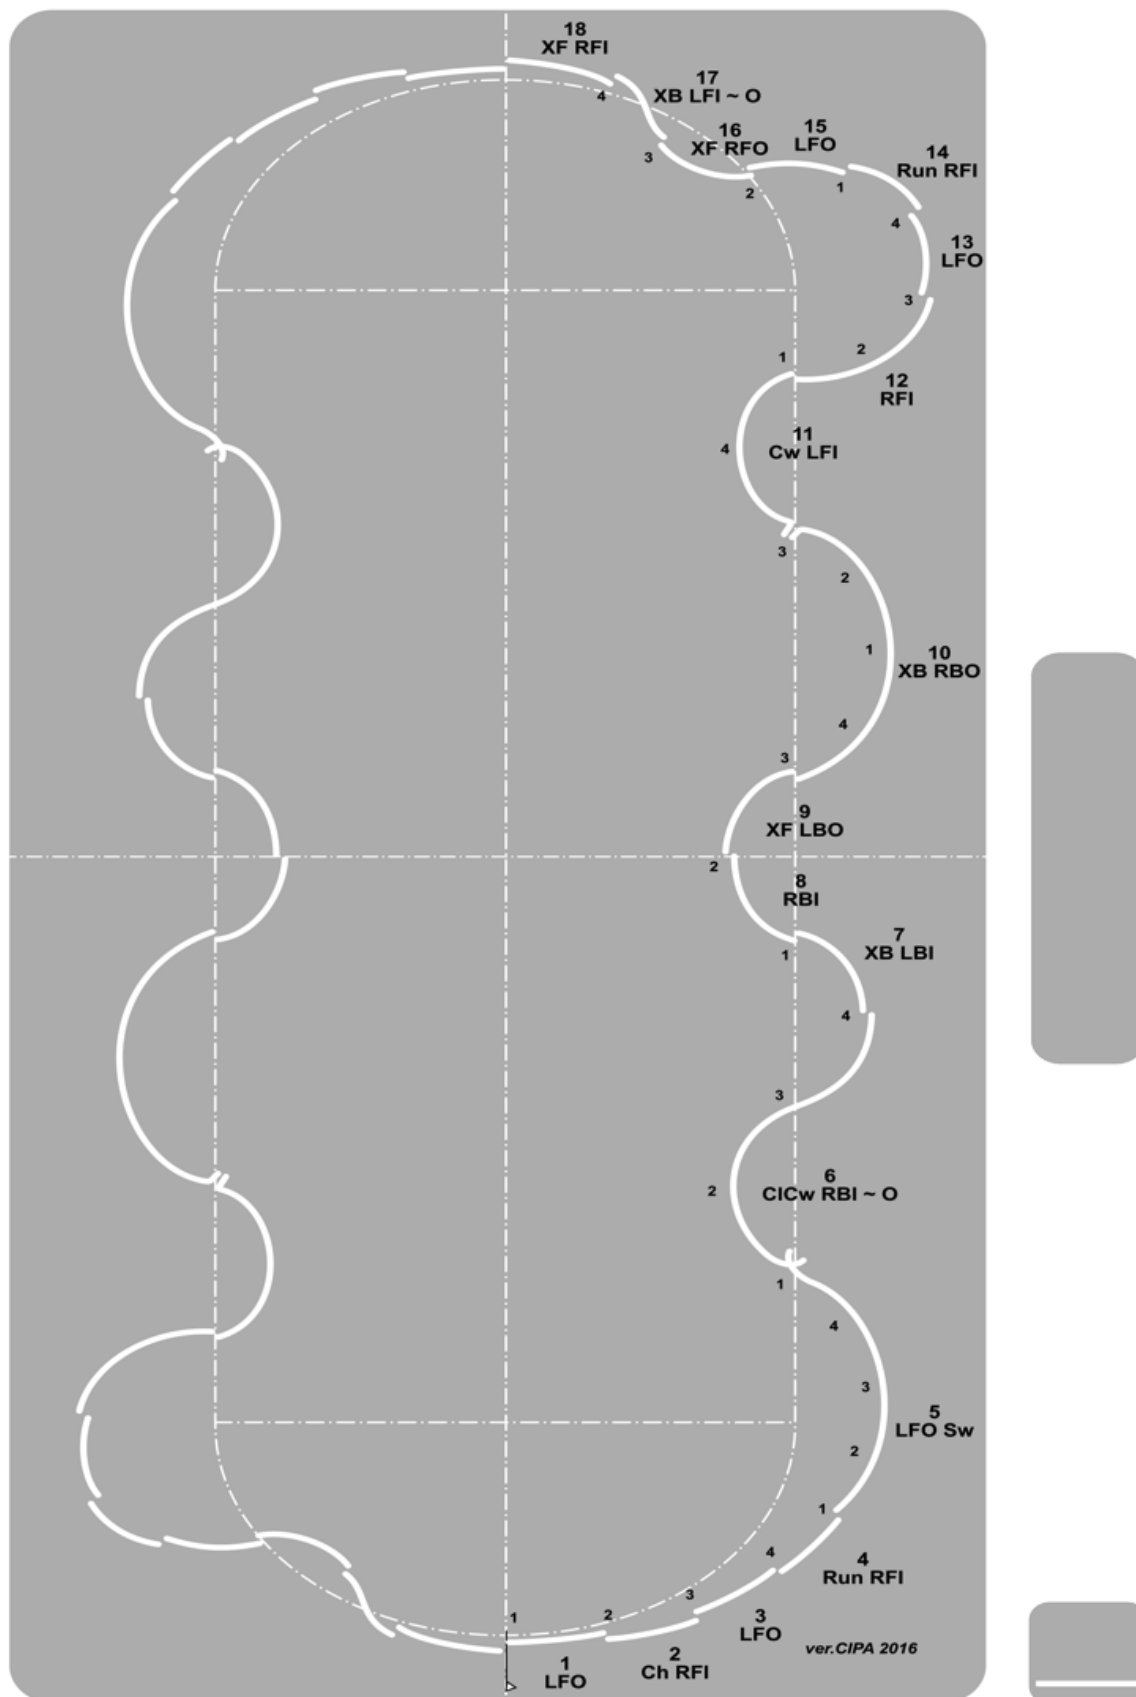 18
XF RFI
4
17
XB LFI ~ O
3
16
XF RFO
2
15
LFO
1
14
Run RFI
4
13
LFO
3
2
1
12
RFI
11
Cw LFI
4
3
2
1
10
XB RBO
4
3
9
XF LBO
2
8
RBI
7
XB LBI
1
4
3
6
ClCw RBI ~ O
2
1
4
3
5
LFO Sw
2
1
4
4
Run RFI
3
3
LFO
2
1
2
Ch RFI
1
LFO
ver.CIPA 2016